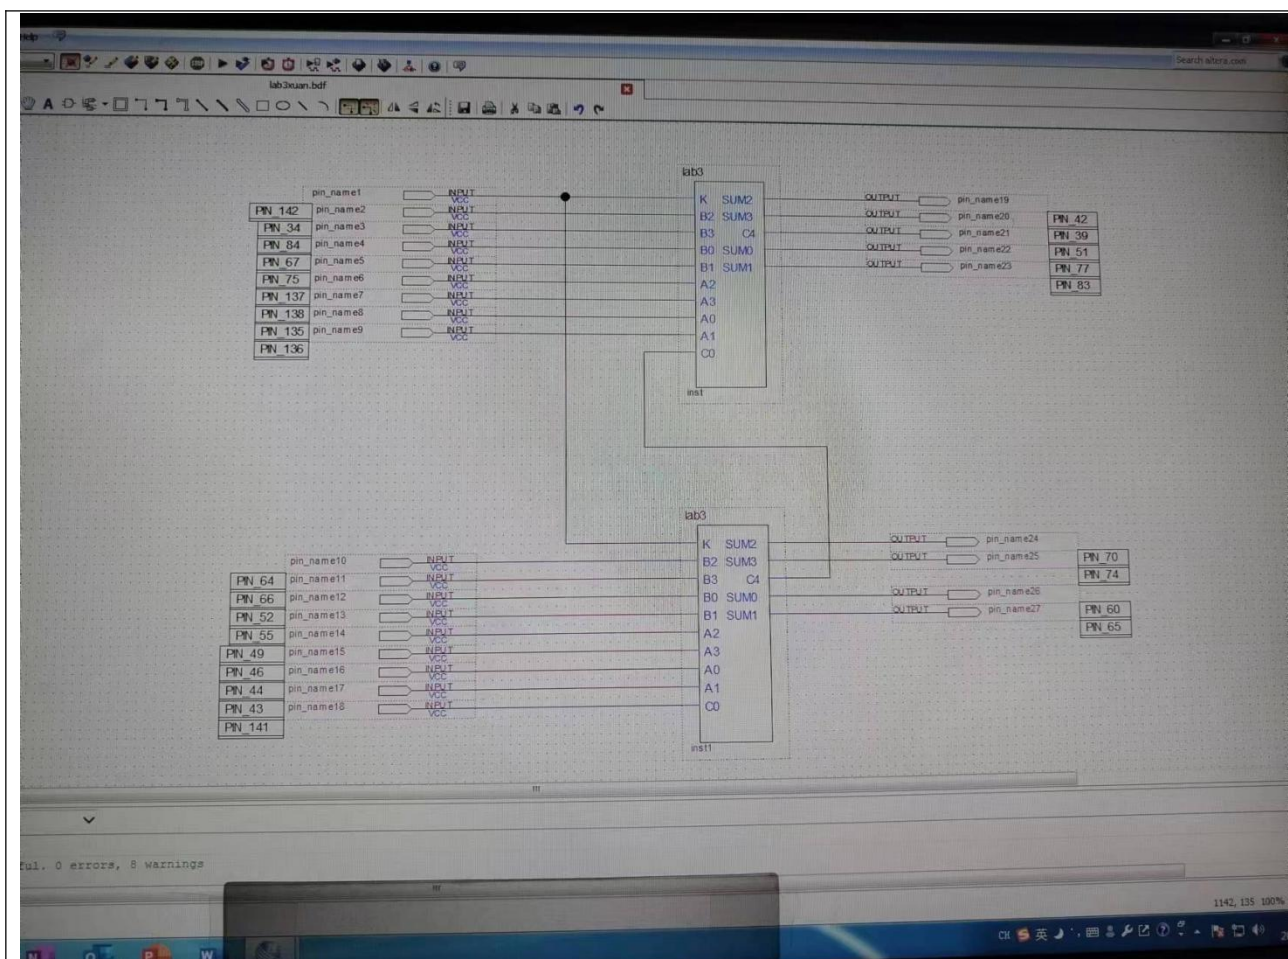 Help
Search altera.com
lab3xuan.bdf
lab3
pin_name1 INPUT VCC K SUM2 OUTPUT pin_name19
PIN_142 pin_name2 INPUT VCC B2 SUM3 OUTPUT pin_name20 PIN_42
PIN_34 pin_name3 INPUT VCC B3 C4 OUTPUT pin_name21 PIN_39
PIN_84 pin_name4 INPUT VCC B0 SUM0 OUTPUT pin_name22 PIN_51
PIN_67 pin_name5 INPUT VCC B1 SUM1 OUTPUT pin_name23 PIN_77
PIN_75 pin_name6 INPUT VCC A2 PIN_83
PIN_137 pin_name7 INPUT VCC A3
PIN_138 pin_name8 INPUT VCC A0
PIN_135 pin_name9 INPUT VCC A1
PIN_136 C0
inst
lab3
K SUM2 OUTPUT pin_name24
pin_name10 INPUT VCC B2 SUM3 OUTPUT pin_name25 PIN_70
PIN_64 pin_name11 INPUT VCC B3 C4 PIN_74
PIN_66 pin_name12 INPUT VCC B0 SUM0 OUTPUT pin_name26
PIN_52 pin_name13 INPUT VCC B1 SUM1 OUTPUT pin_name27 PIN_60
PIN_55 pin_name14 INPUT VCC A2 PIN_65
PIN_49 pin_name15 INPUT VCC A3
PIN_46 pin_name16 INPUT VCC A0
PIN_44 pin_name17 INPUT VCC A1
PIN_43 pin_name18 INPUT VCC C0
PIN_141
inst1
ful. 0 errors, 8 warnings
1142, 135 100%
CH 英